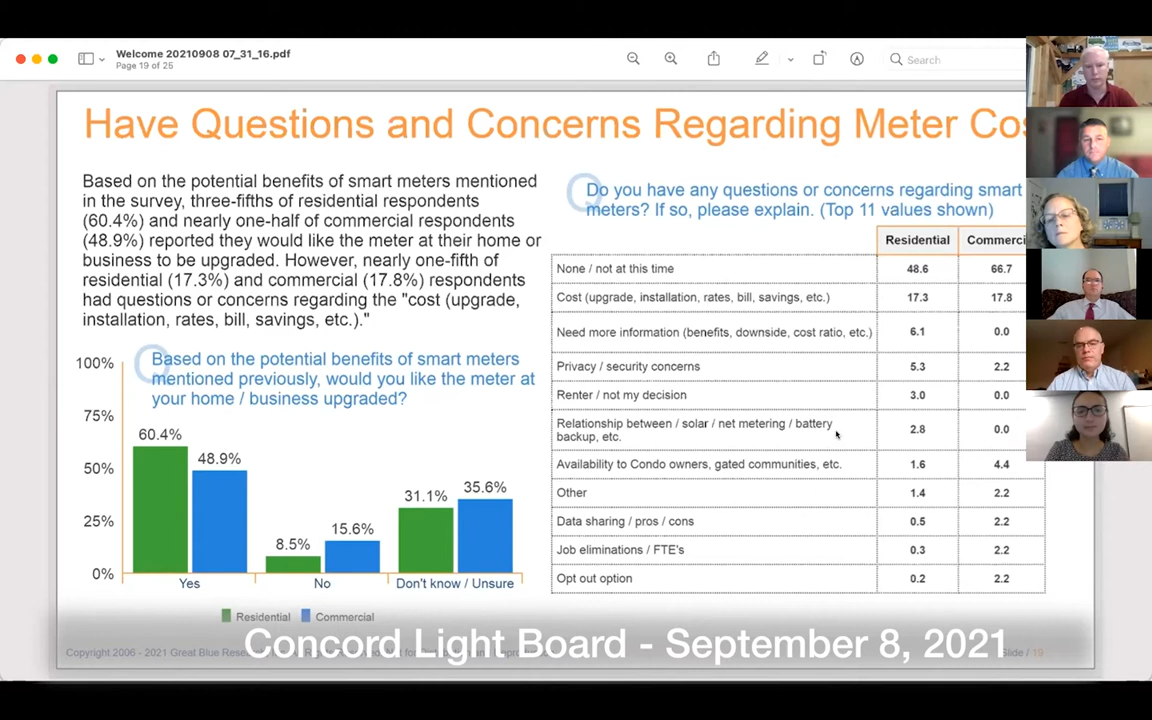 Welcome 20210908 07_31_16.pdf
Page 19 of 25
Search
Have Questions and Concerns Regarding Meter
Based on the potential benefits of smart meters mentioned
in the survey, three-fifths of residential respondents
(60.4%) and nearly one-half of commercial respondents
(48.9%) reported they would like the meter at their home or
business to be upgraded. However, nearly one-fifth of
residential (17.3%) and commercial (17.8%) respondents
had questions or concerns regarding the "cost (upgrade,
installation, rates, bill, savings, etc.)."
Q
Based on the potential benefits of smart meters
mentioned previously, would you like the meter at
your home / business upgraded?
100%
75%
50%
25%
0%
60.4%
48.9%
8.5%
15.6%
31.1%
35.6%
Yes
No
Don't know / Unsure
Residential
Commercial
Q
Do you have any questions or concerns regarding smart
meters? If so, please explain. (Top 11 values shown)
Residential
None / not at this time 48.6 66.7
Cost (upgrade, installation, rates, bill, savings, etc.) 17.3 17.8
Need more information (benefits, downside, cost ratio, etc.) 6.1 0.0
Privacy / security concerns 5.3 2.2
Renter / not my decision 3.0 0.0
Relationship between / solar / net metering / battery
backup, etc. 2.8 0.0
Availability to Condo owners, gated communities, etc. 1.6 4.4
Other 1.4 2.2
Data sharing / pros / cons 0.5 2.2
Job eliminations / FTE's 0.3 2.2
Opt out option 0.2 2.2
Concord Light Board - September 8, 2021
Copyright 2006 - 2021 Great Blue
Slide / 19